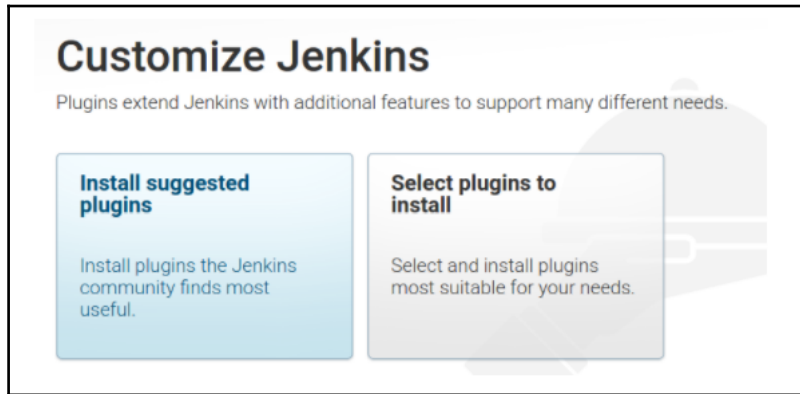 Customize Jenkins
Plugins extend Jenkins with additional features to support many different needs.
Install suggested
plugins
Install plugins the Jenkins
community finds most
useful.
Select plugins to
install
Select and install plugins
most suitable for your needs.